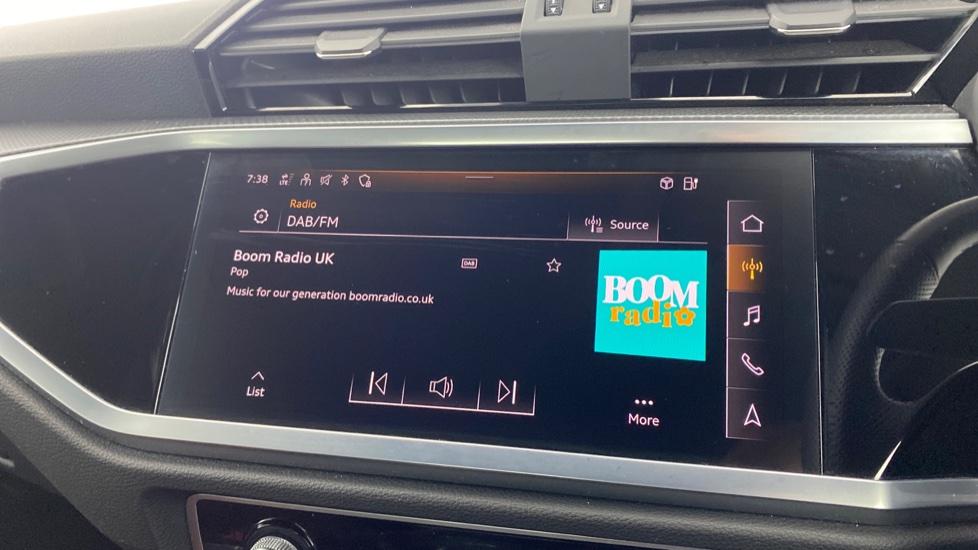 7:38 LTE
Radio
DAB/FM
Source
Boom Radio UK
DAB
Pop
Music for our generation boomradio.co.uk
BOOM
radio
List
More